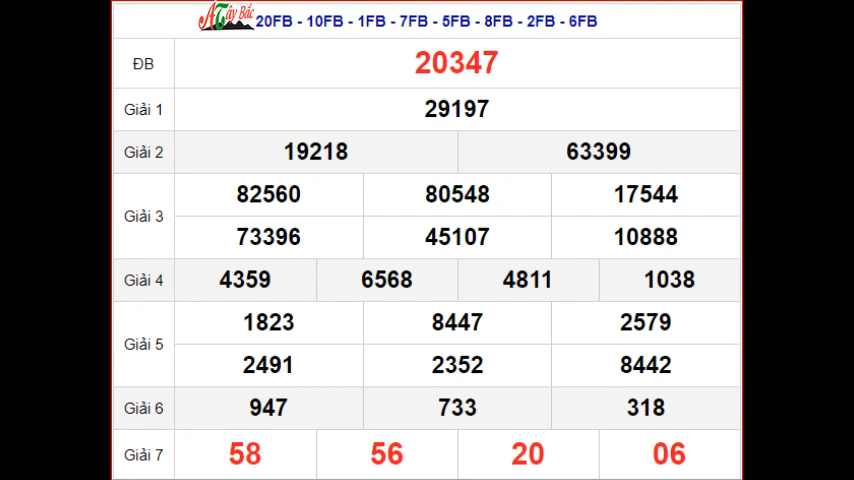 ATây Bắc 20FB - 10FB - 1FB - 7FB - 5FB - 8FB - 2FB - 6FB
ĐB 20347
Giải 1 29197
Giải 2 19218 63399
Giải 3 82560 80548 17544
73396 45107 10888
Giải 4 4359 6568 4811 1038
Giải 5 1823 8447 2579
2491 2352 8442
Giải 6 947 733 318
Giải 7 58 56 20 06